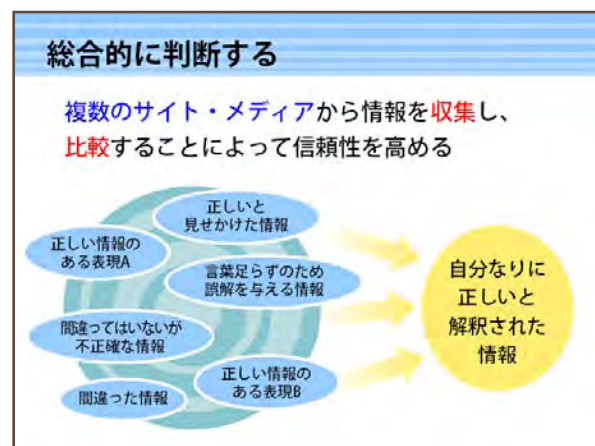 総合的に判断する
複数のサイト・メディアから情報を収集し、
比較することによって信頼性を高める
正しいと
見せかけた情報
正しい情報の
ある表現A
言葉足らずのため
誤解を与える情報
間違ってはいないが
不正確な情報
正しい情報の
ある表現B
間違った情報
自分なりに
正しいと
解釈された
情報